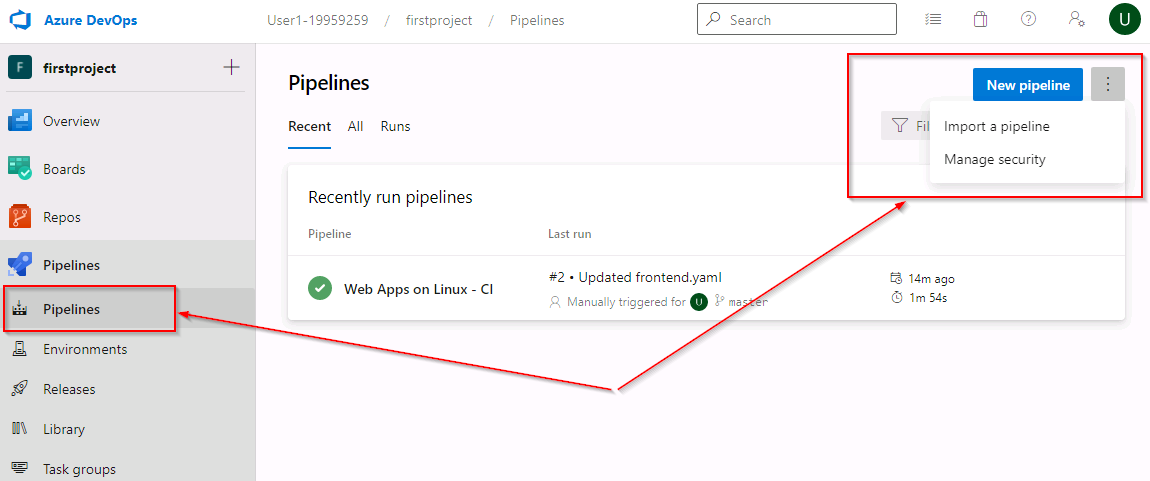 Azure DevOps
User1-19959259 / firstproject / Pipelines
Search
U
F firstproject
Overview
Boards
Repos
Pipelines
Pipelines
Environments
Releases
Library
Task groups
Pipelines
New pipeline
Recent All Runs
Fil
Import a pipeline
Manage security
Recently run pipelines
Pipeline Last run
Web Apps on Linux - CI
#2 • Updated frontend.yaml
Manually triggered for U master
14m ago
1m 54s